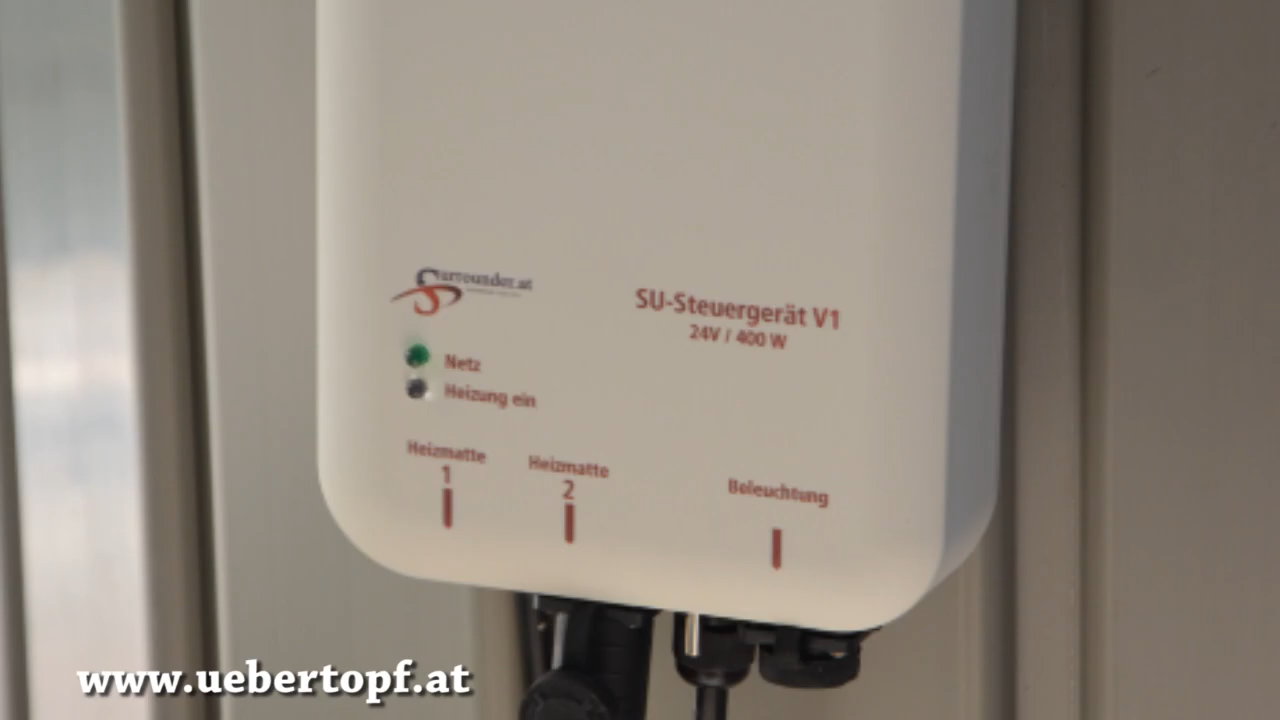 Surrounder.at
SU-Steuergerät V1
24V / 400 W
Netz
Heizung ein
Heizmatte
1
Heizmatte
2
Beleuchtung
www.uebertopf.at